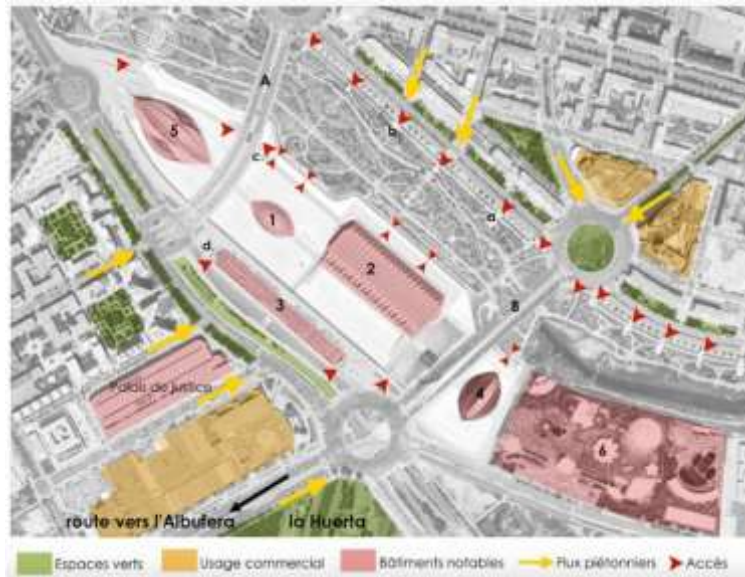 A
b.
5
c.
1
a
d.
2
B
3
4
Palais de justice
6
route vers l'Albufera
la Huerta
Espaces verts
Usage commercial
Bâtiments notables
Flux piétonniers
Accès